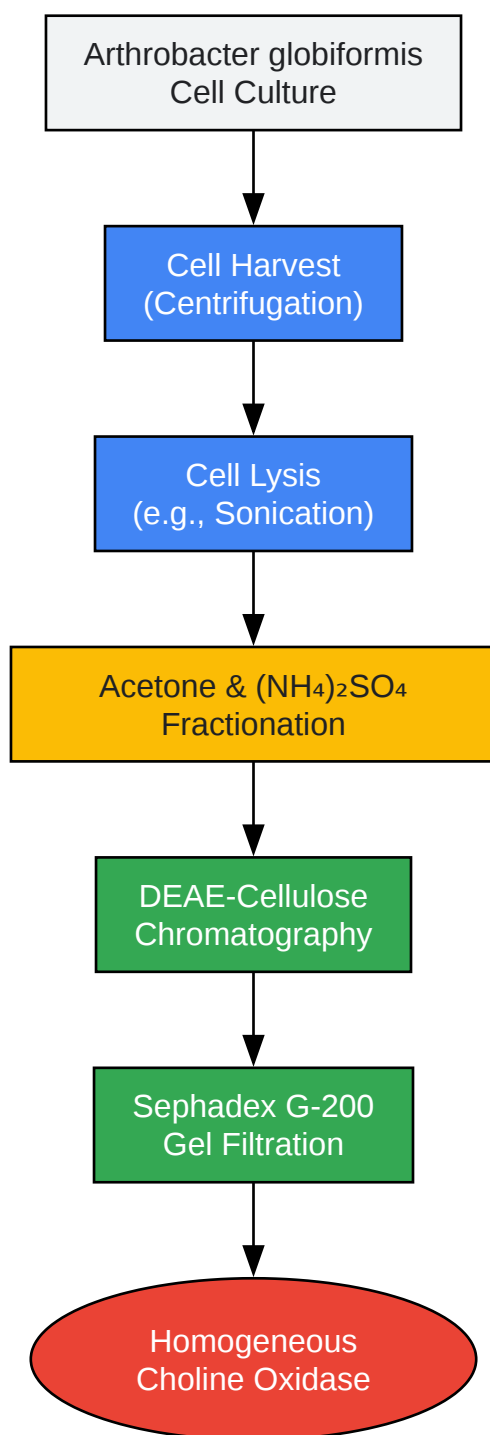 Arthrobacter globiformis
Cell Culture
Cell Harvest
(Centrifugation)
Cell Lysis
(e.g., Sonication)
Acetone & (NH₄)₂SO₄
Fractionation
DEAE-Cellulose
Chromatography
Sephadex G-200
Gel Filtration
Homogeneous
Choline Oxidase